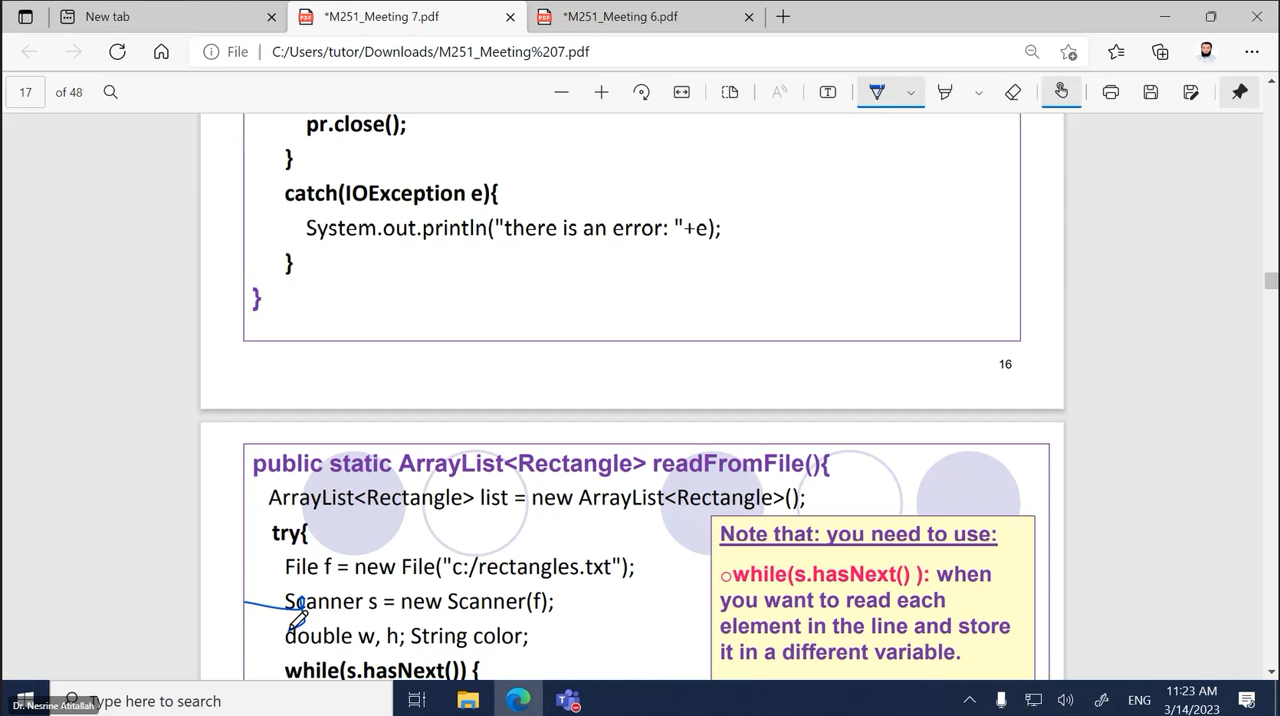 New tab
*M251_Meeting 7.pdf
*M251_Meeting 6.pdf
File
C:/Users/tutor/Downloads/M251_Meeting%207.pdf
17 of 48
pr.close();
}
catch(IOException e){
System.out.println("there is an error: "+e);
}
}
16
public static ArrayList<Rectangle> readFromFile(){
ArrayList<Rectangle> list = new ArrayList<Rectangle>();
try{
File f = new File("c:/rectangles.txt");
Scanner s = new Scanner(f);
double w, h; String color;
while(s.hasNext()) {
Note that: you need to use:
owhile(s.hasNext() ): when
you want to read each
element in the line and store
it in a different variable.
Type here to search
Dr. Nesrine Atitallah
ENG
11:23 AM
3/14/2023